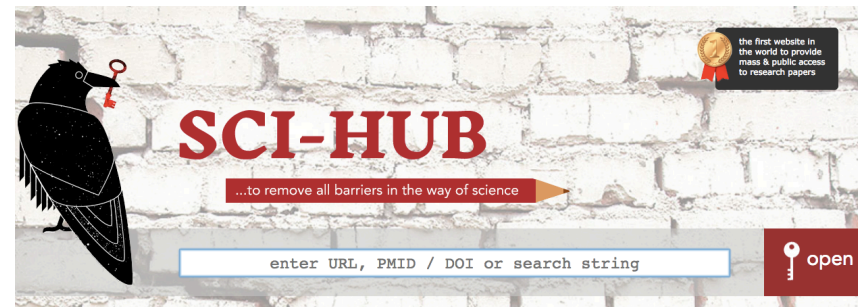 the first website in
the world to provide
mass & public access
to research papers
SCI-HUB
...to remove all barriers in the way of science
enter URL, PMID / DOI or search string
open